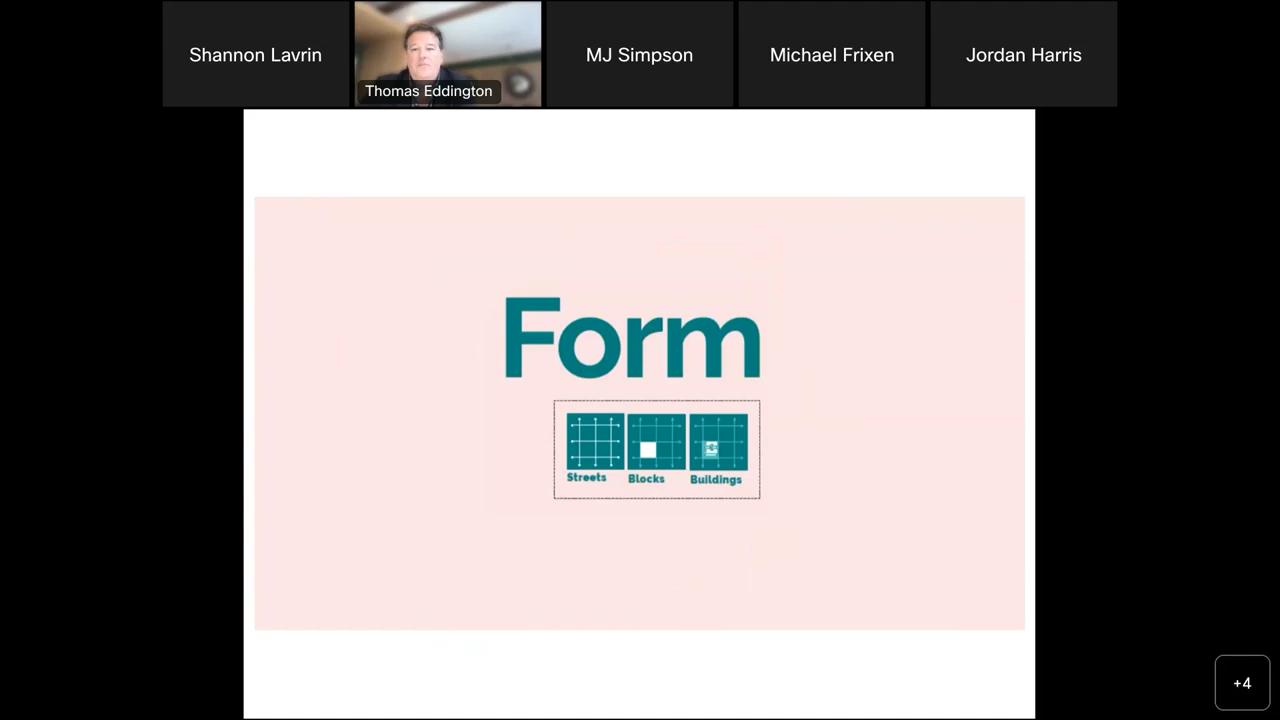 Shannon Lavrin
Thomas Eddington
MJ Simpson
Michael Frixen
Jordan Harris
Form
Streets
Blocks
Buildings
+4